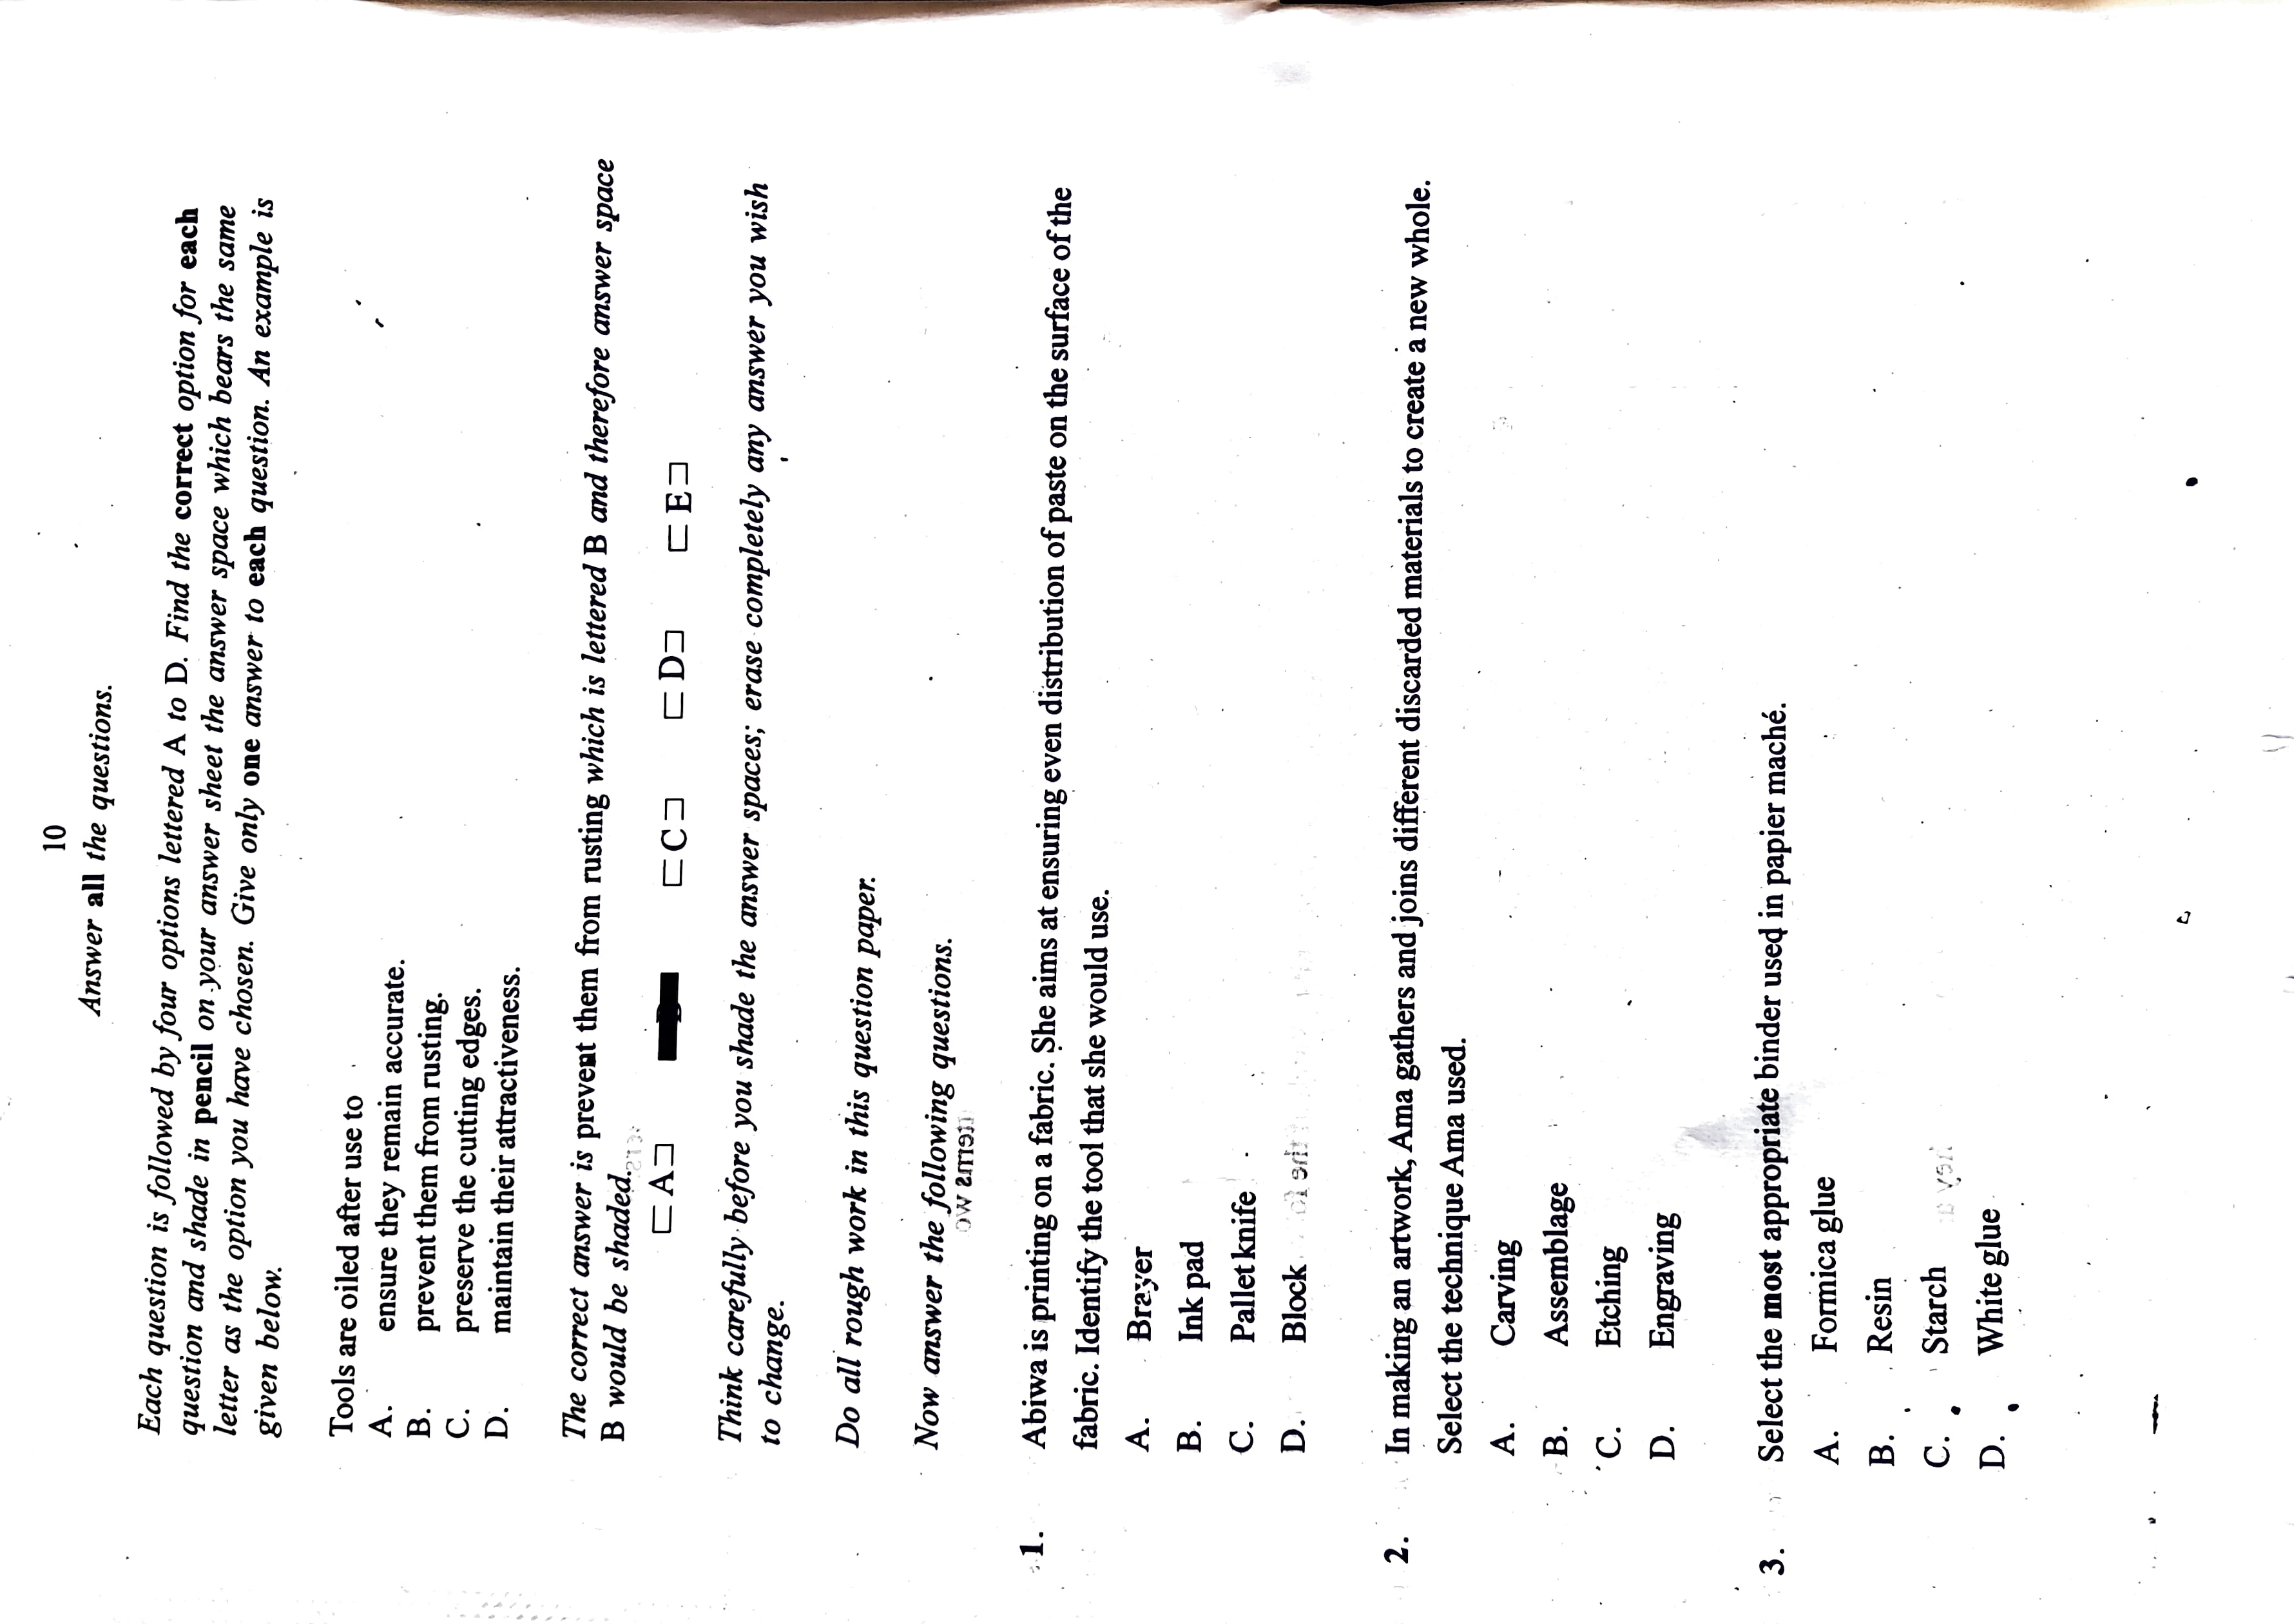 10
Answer all the questions.
Each question is followed by four options lettered A to D. Find the correct option for each
question and shade in pencil on your answer sheet the answer space which bears the same
letter as the option you have chosen. Give only one answer to each question. An example is
given below.
Tools are oiled after use to
A. ensure they remain accurate.
B. prevent them from rusting.
C. preserve the cutting edges.
D. maintain their attractiveness.
The correct answer is prevent them from rusting which is lettered B and therefore answer space
B would be shaded.
A C D E
Think carefully before you shade the answer spaces; erase completely any answer you wish
to change.
Do all rough work in this question paper.
Now answer the following questions.
1. Abiwa is printing on a fabric. She aims at ensuring even distribution of paste on the surface of the
fabric. Identify the tool that she would use.
A. Brayer
B. Ink pad
C. Pallet knife
D. Block
2. In making an artwork, Ama gathers and joins different discarded materials to create a new whole.
Select the technique Ama used.
A. Carving
B. Assemblage
C. Etching
D. Engraving
3. Select the most appropriate binder used in papier maché.
A. Formica glue
B. Resin
C. Starch
D. White glue